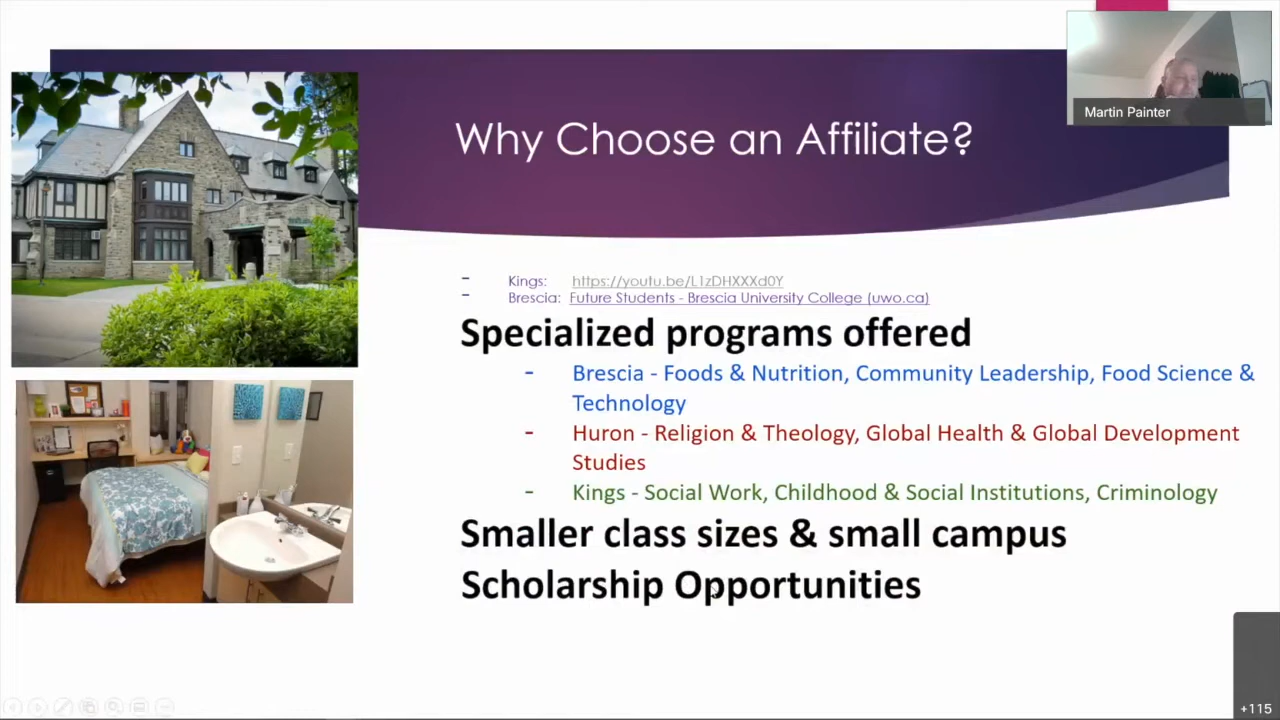 Martin Painter
Why Choose an Affiliate?
- Kings: https://youtu.be/L1zDHXXXd0Y
- Brescia: Future Students - Brescia University College (uwo.ca)
Specialized programs offered
- Brescia - Foods & Nutrition, Community Leadership, Food Science &
Technology
- Huron - Religion & Theology, Global Health & Global Development
Studies
- Kings - Social Work, Childhood & Social Institutions, Criminology
Smaller class sizes & small campus
Scholarship Opportunities
+115